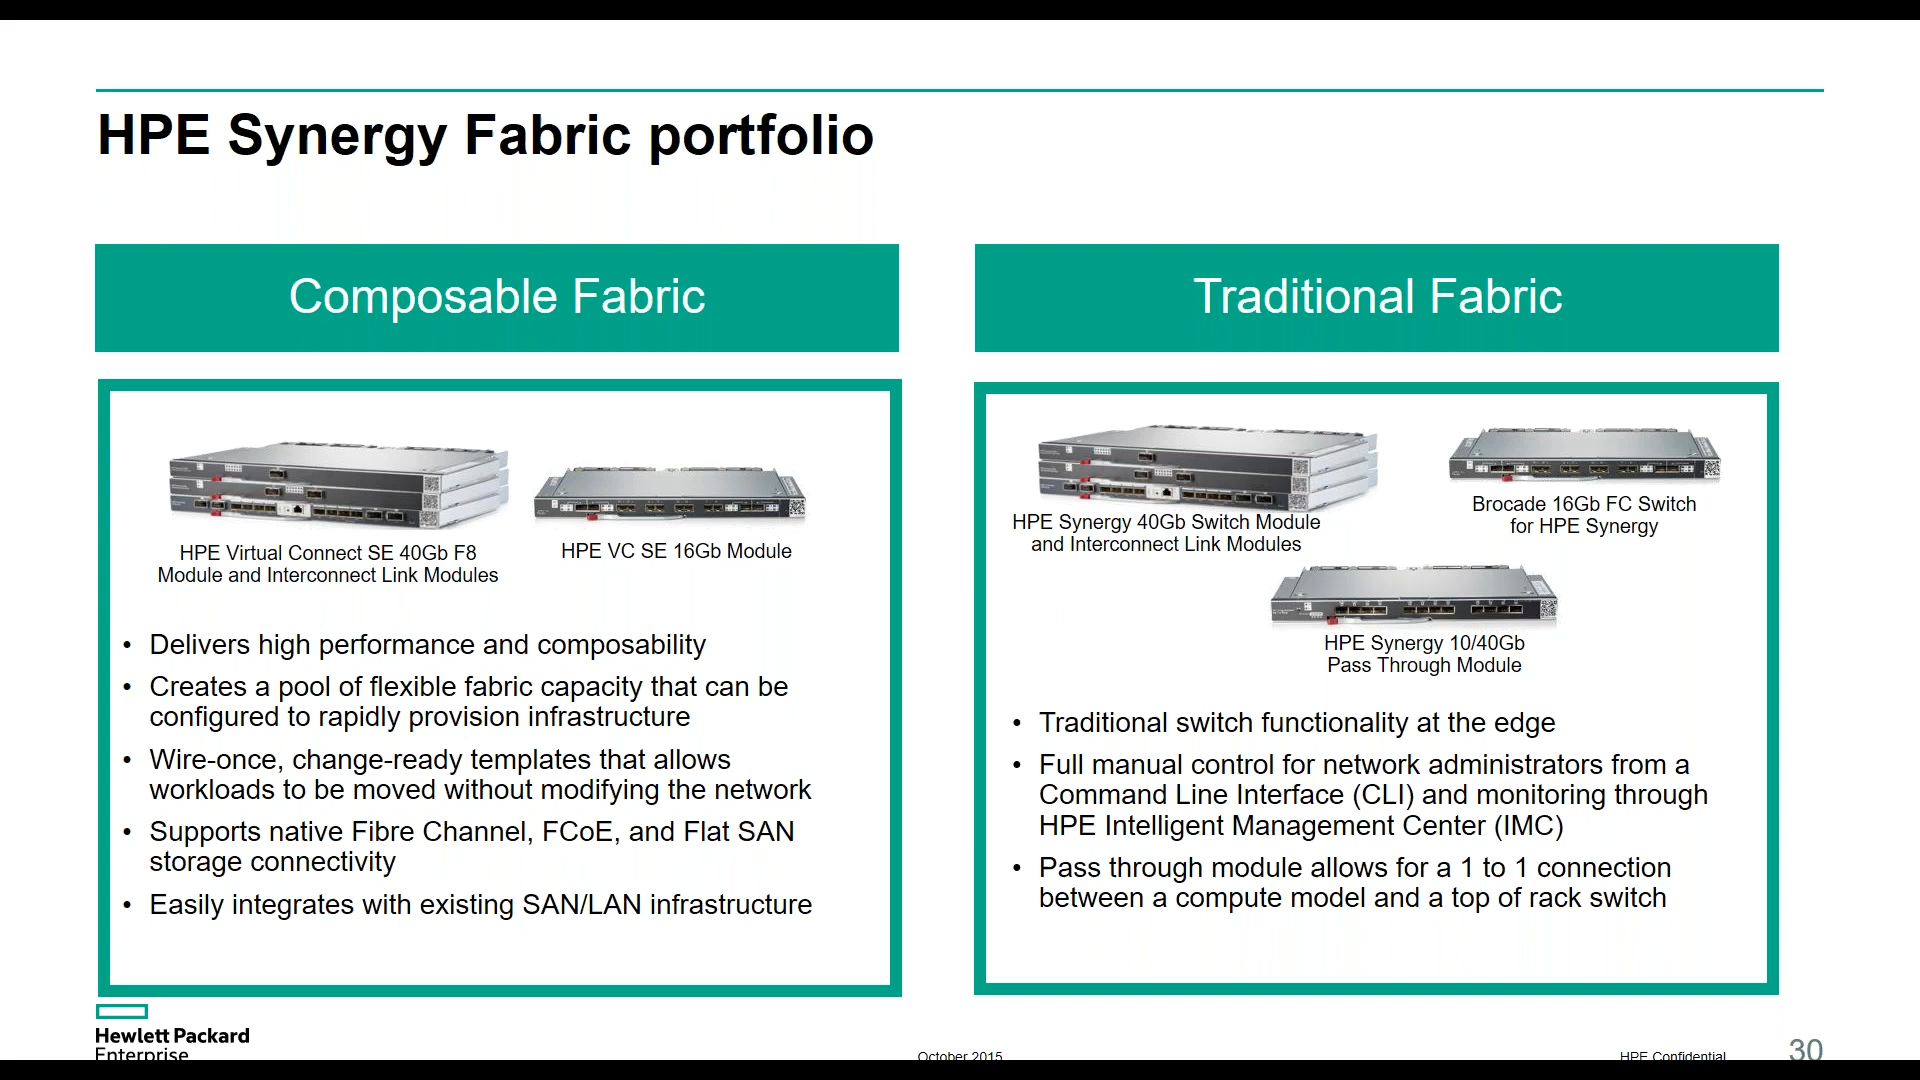 HPE Synergy Fabric portfolio
Composable Fabric
HPE Virtual Connect SE 40Gb F8
Module and Interconnect Link Modules
HPE VC SE 16Gb Module
• Delivers high performance and composability
• Creates a pool of flexible fabric capacity that can be
configured to rapidly provision infrastructure
• Wire-once, change-ready templates that allows
workloads to be moved without modifying the network
• Supports native Fibre Channel, FCoE, and Flat SAN
storage connectivity
• Easily integrates with existing SAN/LAN infrastructure
Traditional Fabric
HPE Synergy 40Gb Switch Module
and Interconnect Link Modules
Brocade 16Gb FC Switch
for HPE Synergy
HPE Synergy 10/40Gb
Pass Through Module
• Traditional switch functionality at the edge
• Full manual control for network administrators from a
Command Line Interface (CLI) and monitoring through
HPE Intelligent Management Center (IMC)
• Pass through module allows for a 1 to 1 connection
between a compute model and a top of rack switch
Hewlett Packard
Enterprise
October 2015
HPE Confidential
30